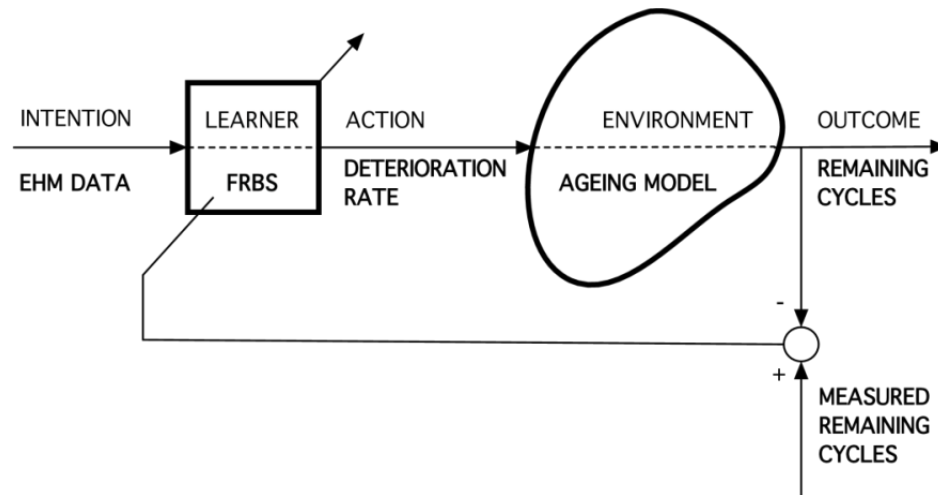 INTENTION
EHM DATA
LEARNER
FRBS
ACTION
DETERIORATION
RATE
ENVIRONMENT
AGEING MODEL
OUTCOME
REMAINING
CYCLES
-
+
MEASURED
REMAINING
CYCLES